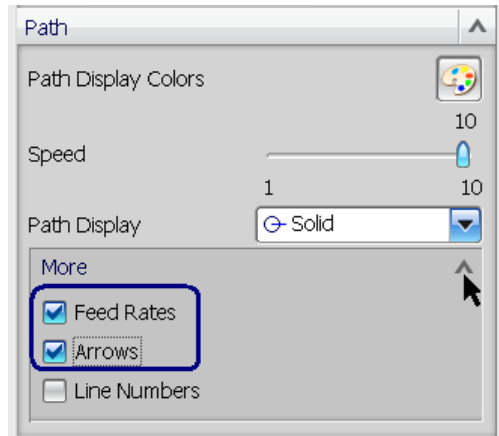 Path
Path Display Colors
10
Speed
1 10
Path Display Solid
More
Feed Rates
Arrows
Line Numbers